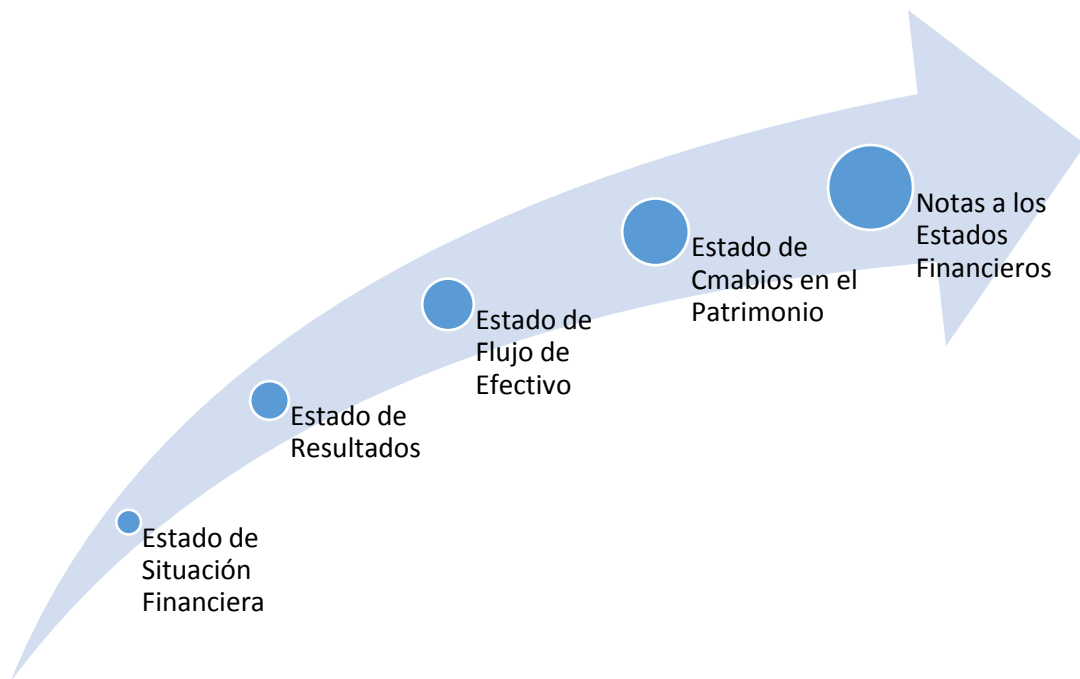 Estado de
Situación
Financiera
Estado de
Resultados
Estado de
Flujo de
Efectivo
Estado de
Cmabios en el
Patrimonio
Notas a los
Estados
Financieros